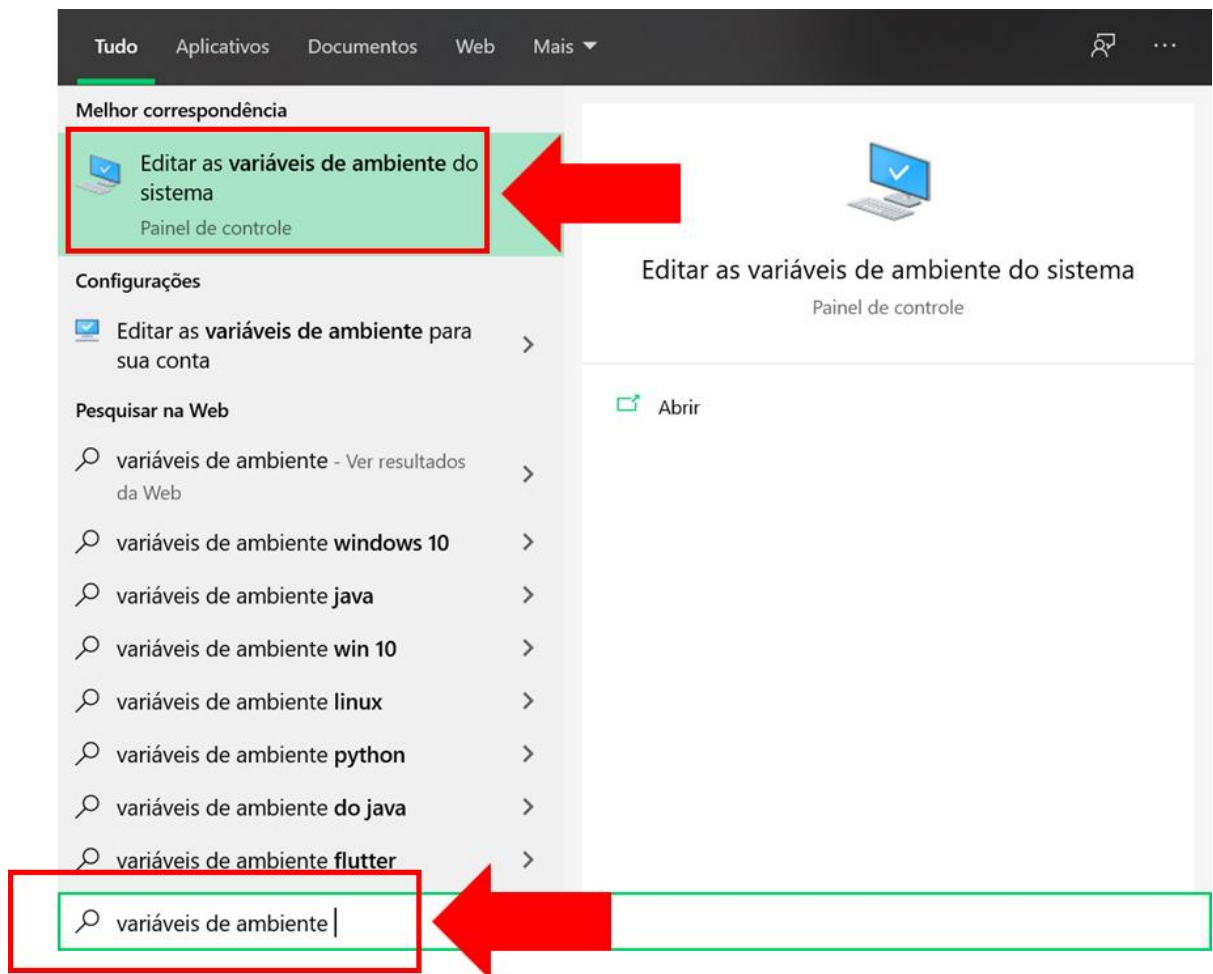 Tudo Aplicativos Documentos Web Mais
Melhor correspondência
Editar as variáveis de ambiente do
sistema
Painel de controle
Configurações
Editar as variáveis de ambiente para
sua conta
Pesquisar na Web
variáveis de ambiente - Ver resultados
da Web
variáveis de ambiente windows 10
variáveis de ambiente java
variáveis de ambiente win 10
variáveis de ambiente linux
variáveis de ambiente python
variáveis de ambiente do java
variáveis de ambiente flutter
variáveis de ambiente
Editar as variáveis de ambiente do sistema
Painel de controle
Abrir